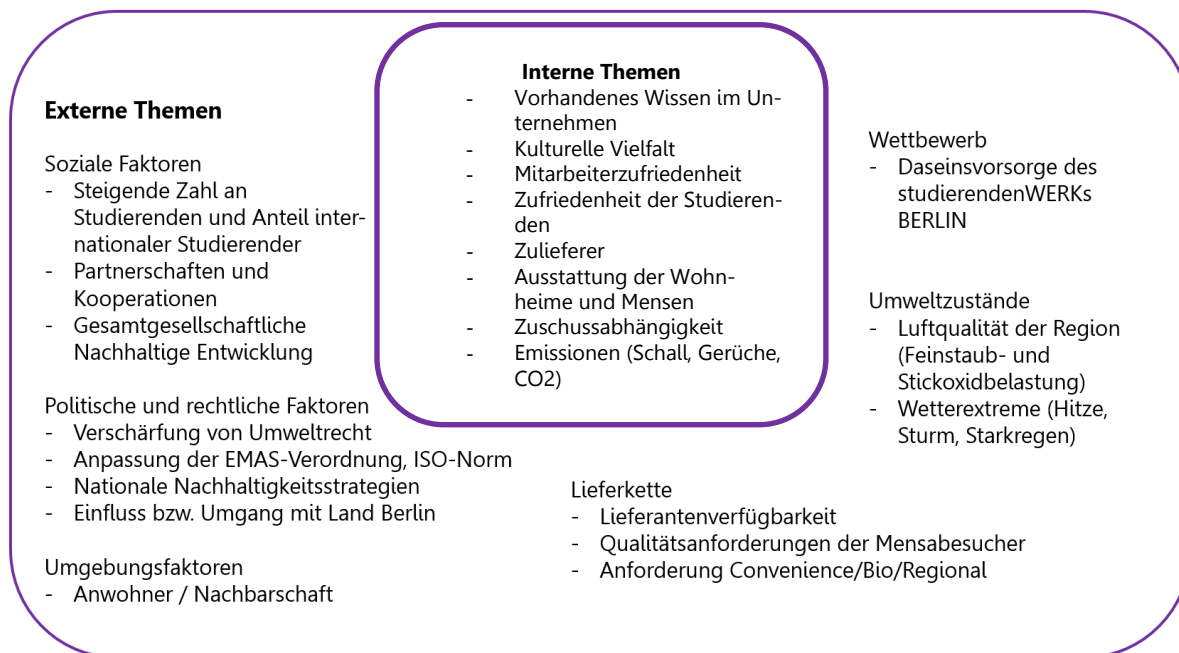 Externe Themen
Soziale Faktoren
- Steigende Zahl an
Studierenden und Anteil inter-
nationaler Studierender
- Partnerschaften und
Kooperationen
- Gesamtgesellschaftliche
Nachhaltige Entwicklung
Politische und rechtliche Faktoren
- Verschärfung von Umweltrecht
- Anpassung der EMAS-Verordnung, ISO-Norm
- Nationale Nachhaltigkeitsstrategien
- Einfluss bzw. Umgang mit Land Berlin
Umgebungsfaktoren
- Anwohner / Nachbarschaft
Interne Themen
- Vorhandenes Wissen im Un-
ternehmen
- Kulturelle Vielfalt
- Mitarbeiterzufriedenheit
- Zufriedenheit der Studieren-
den
- Zulieferer
- Ausstattung der Wohn-
heime und Mensen
- Zuschussabhängigkeit
- Emissionen (Schall, Gerüche,
CO2)
Wettbewerb
- Daseinsvorsorge des
studierendenWERKs
BERLIN
Umweltzustände
- Luftqualität der Region
(Feinstaub- und
Stickoxidbelastung)
- Wetterextreme (Hitze,
Sturm, Starkregen)
Lieferkette
- Lieferantenverfügbarkeit
- Qualitätsanforderungen der Mensabesucher
- Anforderung Convenience/Bio/Regional